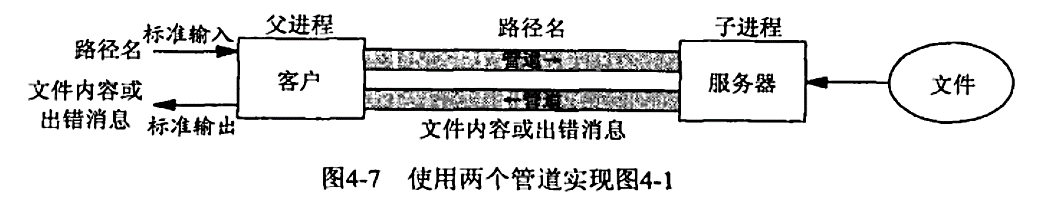 父进程
路径名
子进程
标准输入
路径名
管道→
客户
服务器
文件
文件内容或
出错消息
←管道
标准输出
文件内容或出错消息
图4-7 使用两个管道实现图4-1